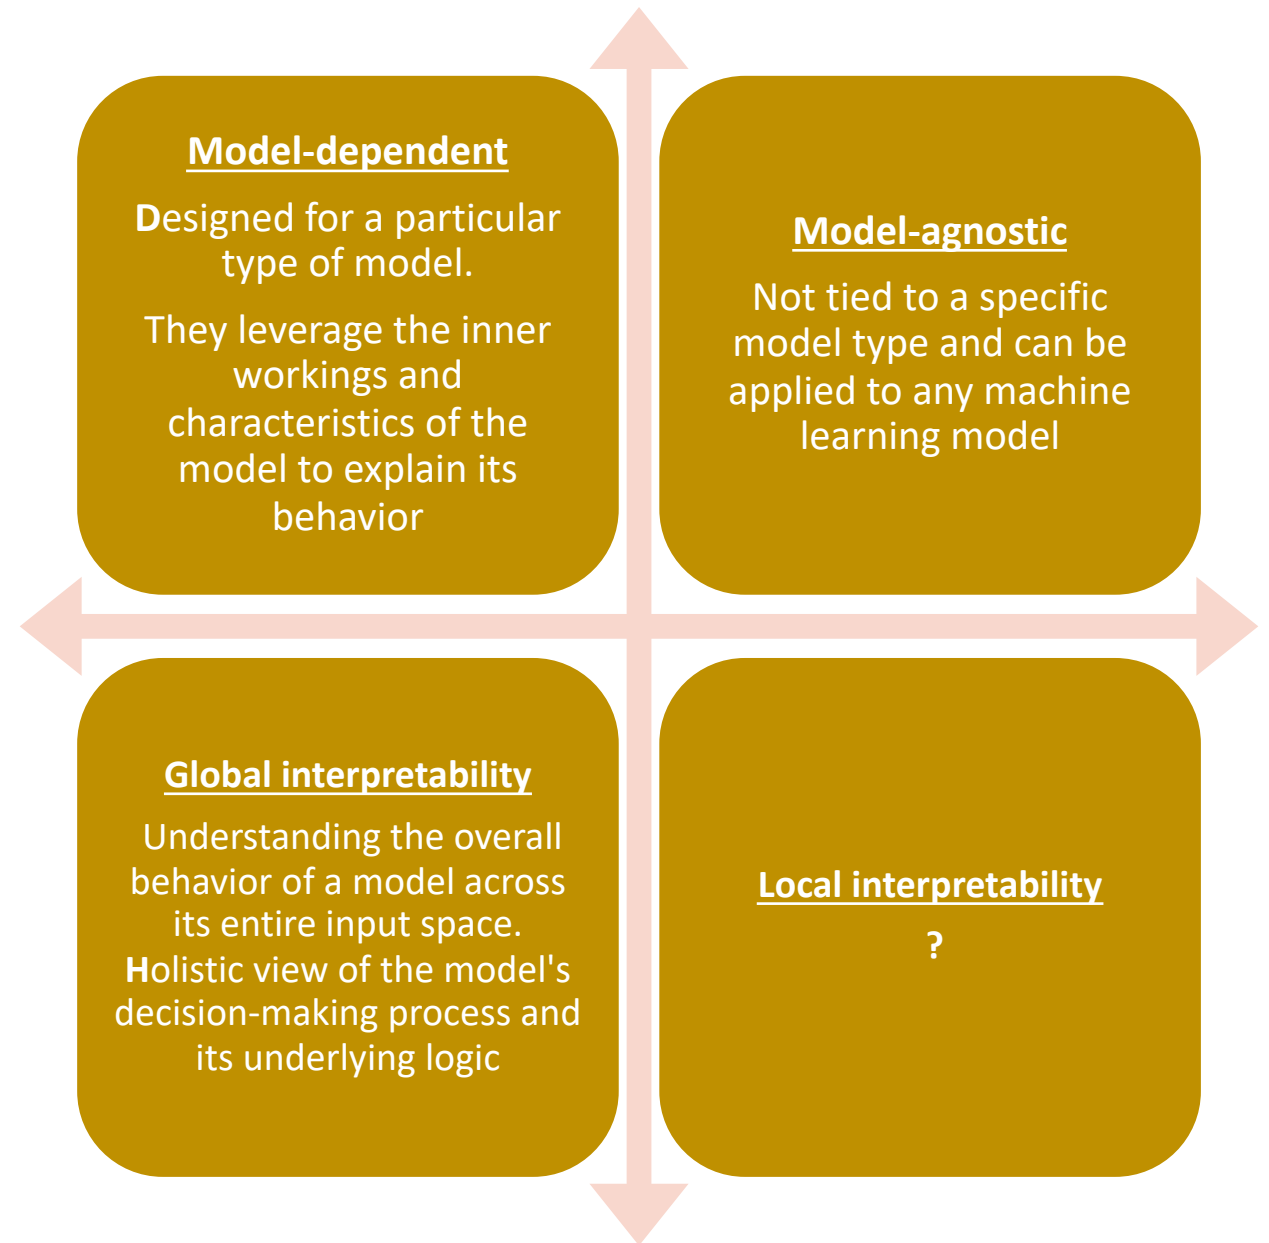 Model-dependent
Designed for a particular
type of model.
They leverage the inner
workings and
characteristics of the
model to explain its
behavior
Model-agnostic
Not tied to a specific
model type and can be
applied to any machine
learning model
Global interpretability
Understanding the overall
behavior of a model across
its entire input space.
Holistic view of the model's
decision-making process and
its underlying logic
Local interpretability
?